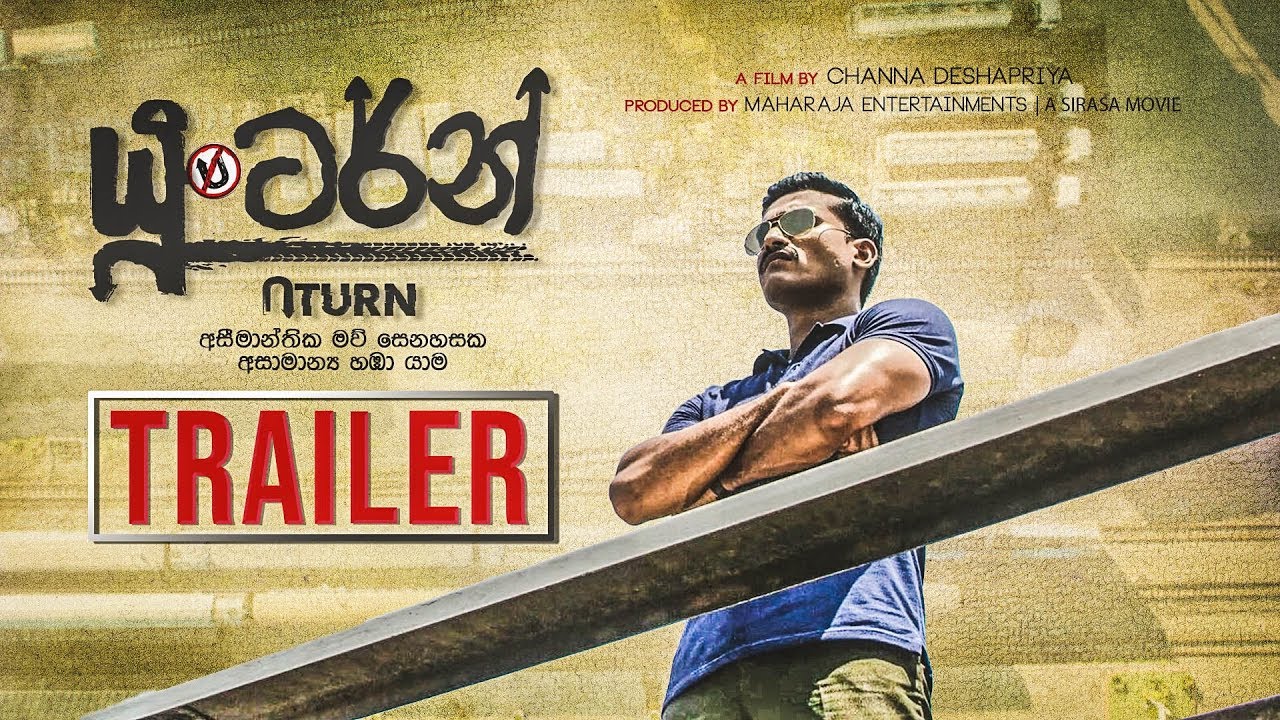 යූ ටර්න්
U TURN
අසීමාන්තික මව් සෙනහසක
අසාමාන්‍ය හඹා යාම
TRAILER
A FILM BY CHANNA DESHAPRIYA
PRODUCED BY MAHARAJA ENTERTAINMENTS | A SIRASA MOVIE